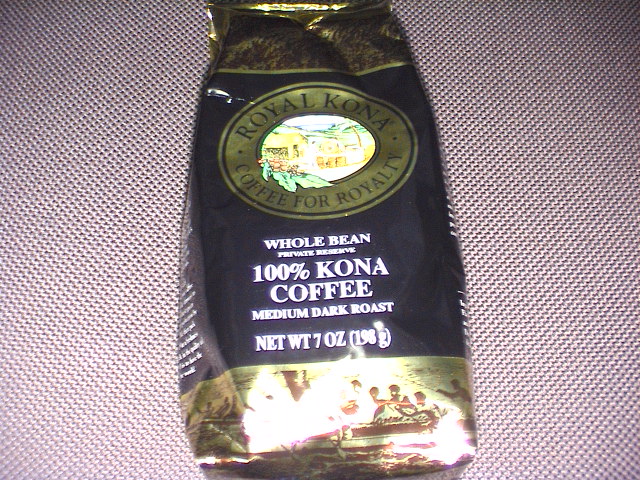 ROYAL KONA
COFFEE FOR ROYALTY
WHOLE BEAN
PRIVATE RESERVE
100% KONA
COFFEE
MEDIUM DARK ROAST
NET WT 7 OZ (198 g)